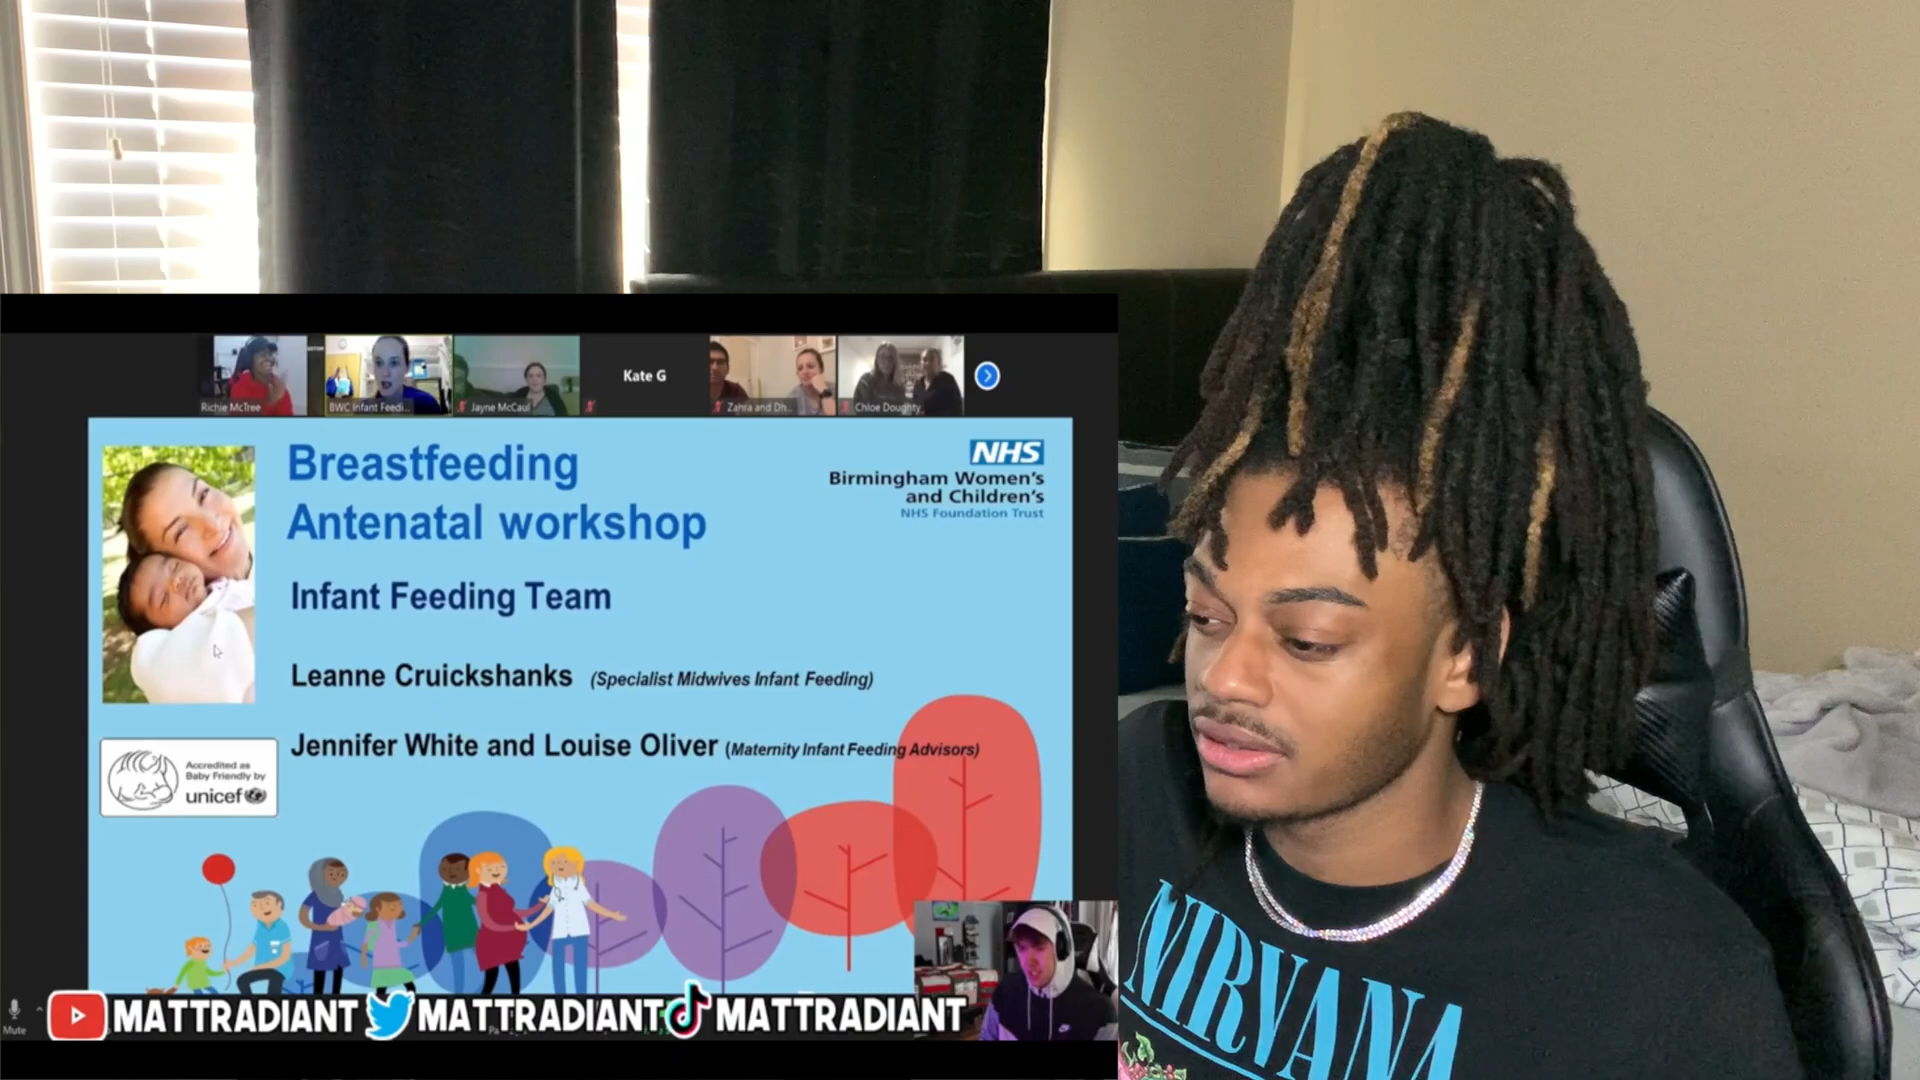 Richie McTree
BWC Infant Feedi...
Jayne McCaul
Kate G
Zahra and Dh...
Chloe Doughty
Breastfeeding
Antenatal workshop
NHS
Birmingham Women's
and Children's
NHS Foundation Trust
Infant Feeding Team
Leanne Cruickshanks (Specialist Midwives Infant Feeding)
Jennifer White and Louise Oliver (Maternity Infant Feeding Advisors)
Accredited as
Baby Friendly by
unicef
Mute
MATTRADIANT MATTRADIANT MATTRADIANT
NIRVANA